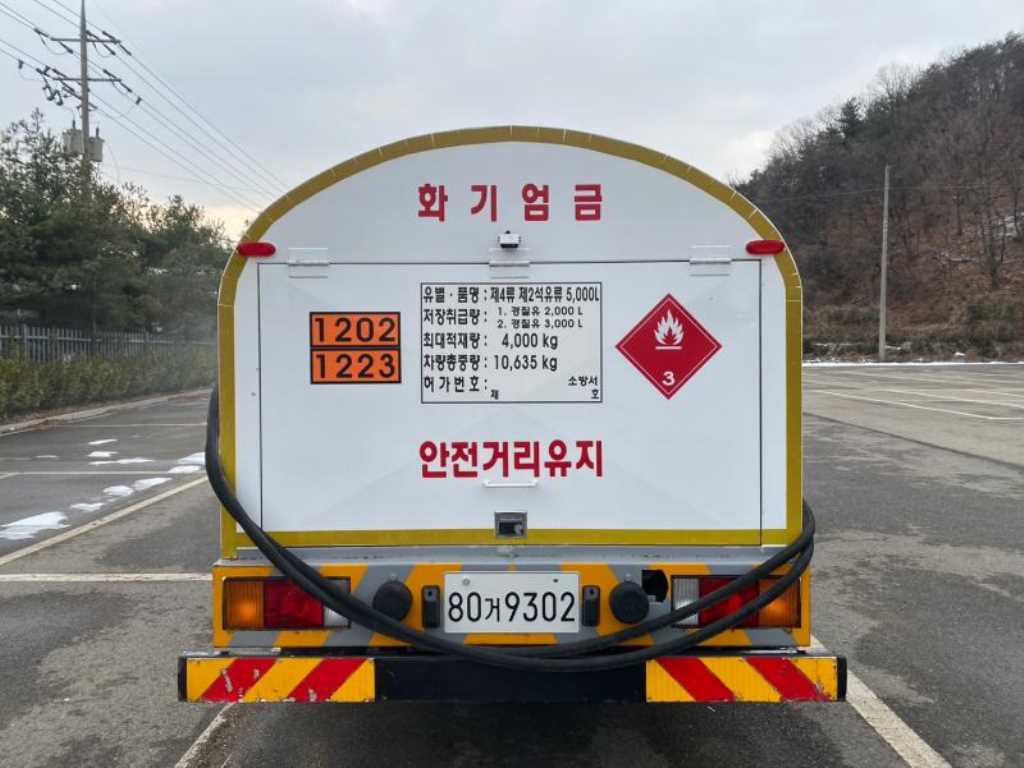 화기엄금
1202
1223
유별·품명 : 제4류 제2석유류 5,000L
저장취급량 : 1. 경질유 2,000 L
2. 경질유 3,000 L
최대적재량 : 4,000 kg
차량총중량 : 10,635 kg
허가번호 : 제 소방서 호
3
안전거리유지
80거9302